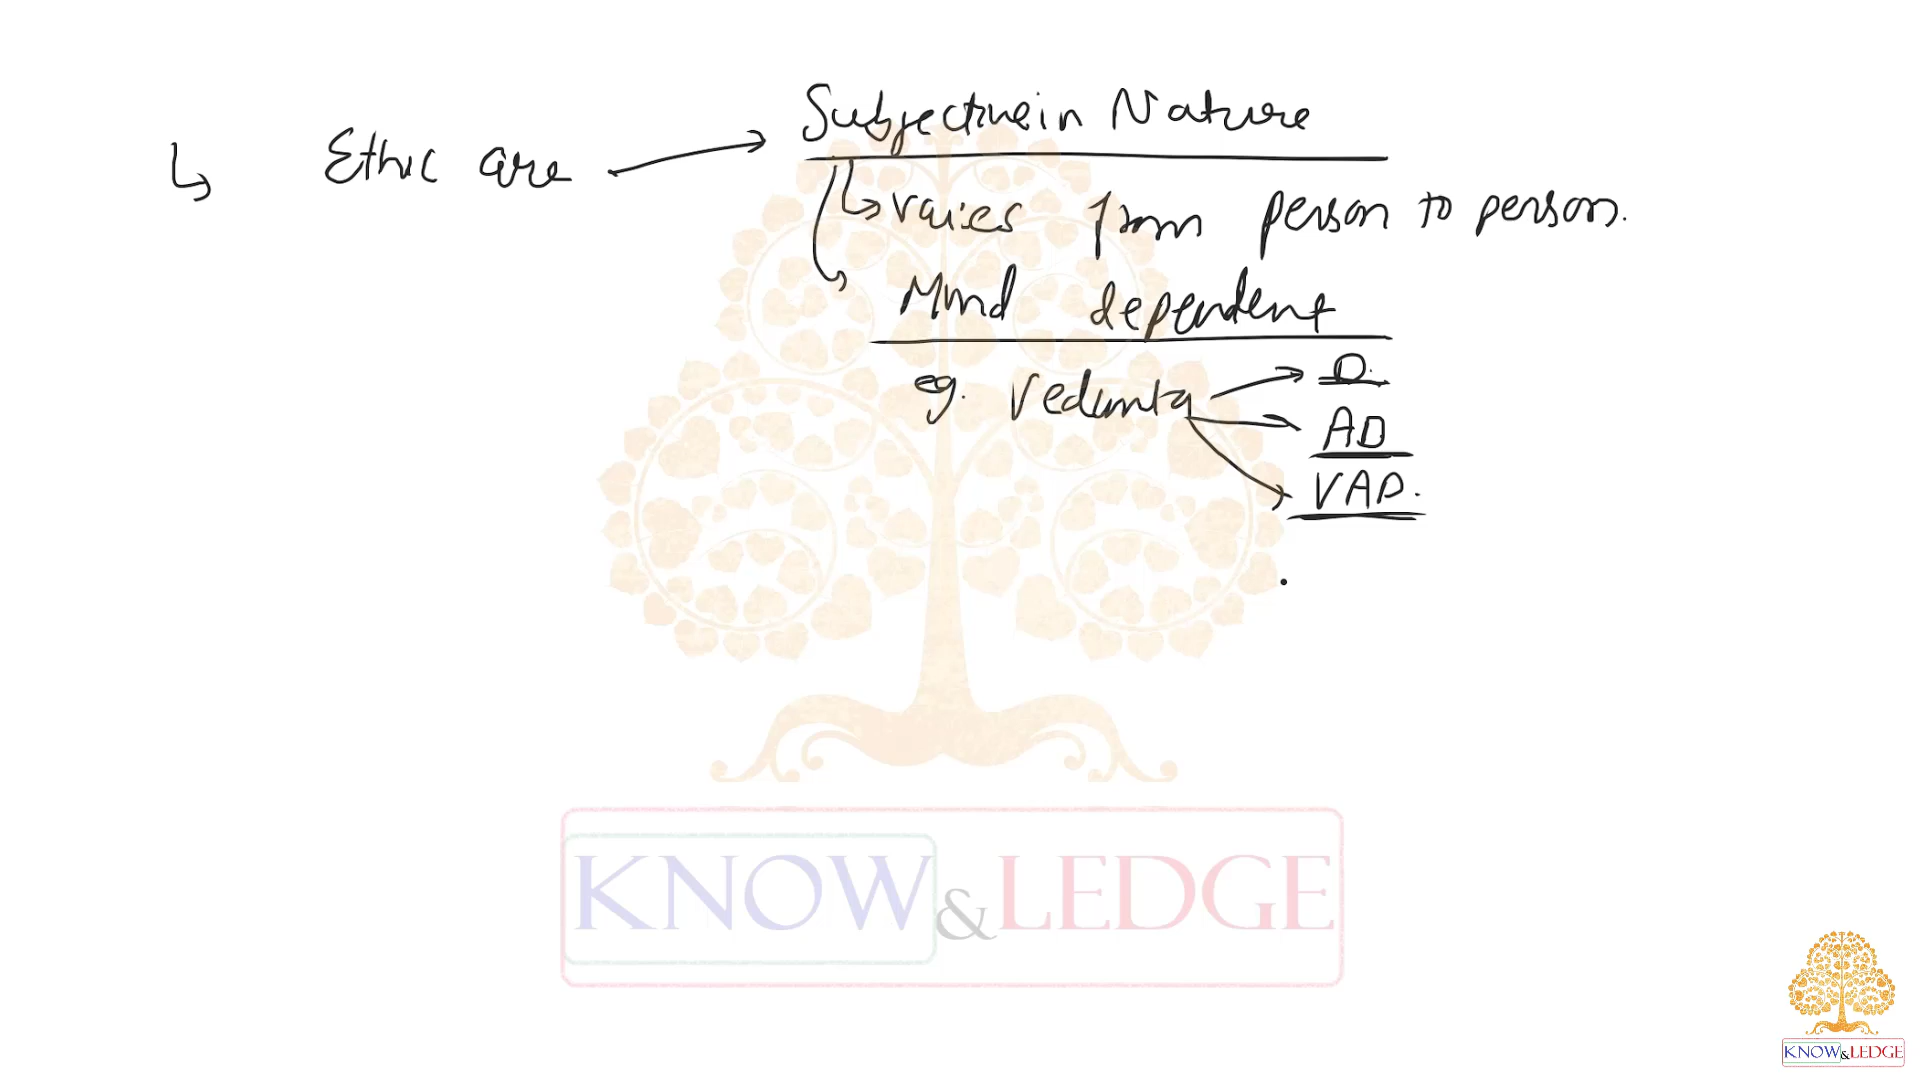 Subjective in Nature
↳ Ethic are →
↳ varies from person to person.
Mind dependent
eg. Vedanta → D.
AD
VAD.
KNOW&LEDGE
KNOW&LEDGE